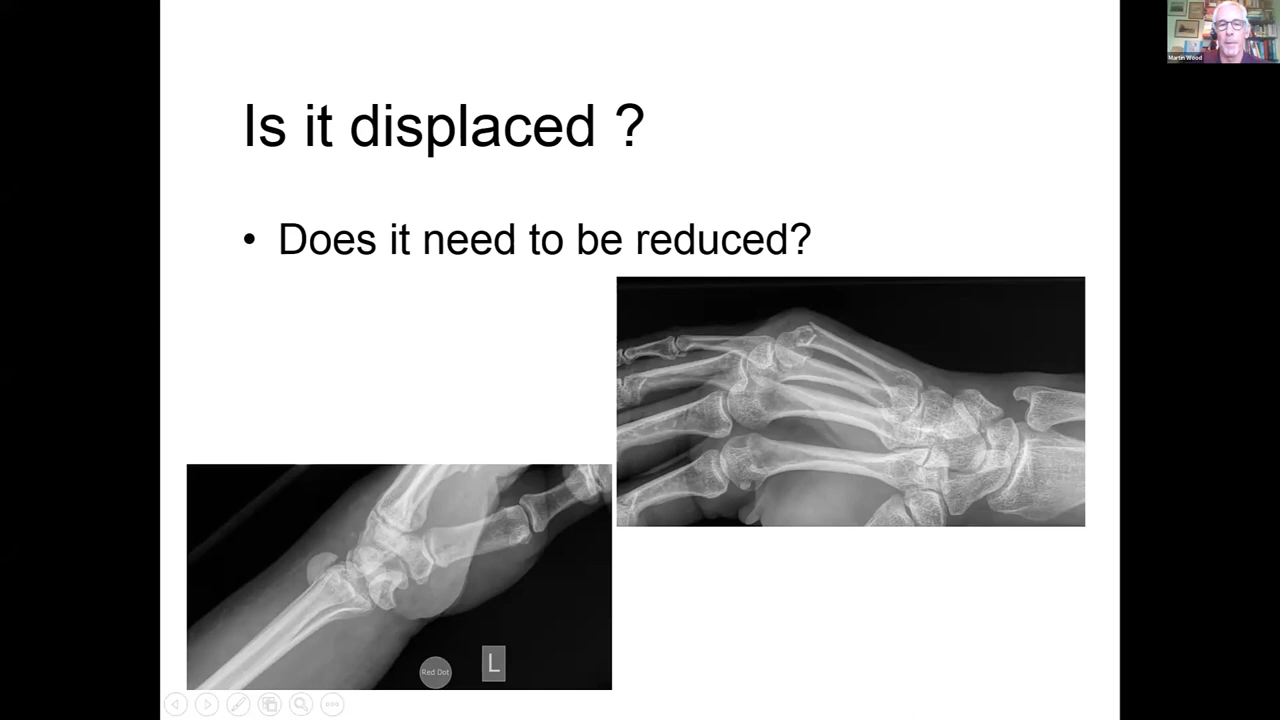 Martin Wood
Is it displaced ?
• Does it need to be reduced?
Red Dot
L